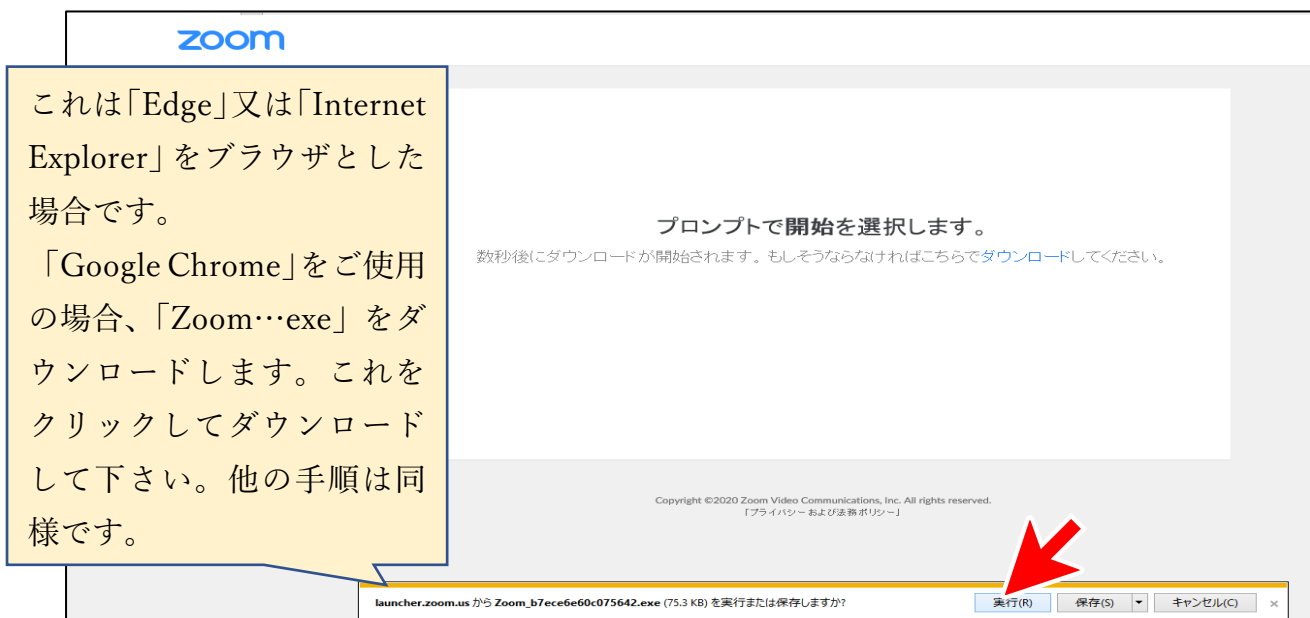 zoom
これは「Edge」又は「Internet
Explorer」をブラウザとした
場合です。
「Google Chrome」をご使用
の場合、「Zoom…exe」をダ
ウンロードします。これを
クリックしてダウンロード
して下さい。他の手順は同
様です。
プロンプトで開始を選択します。
数秒後にダウンロードが開始されます。もしそうならなければこちらでダウンロードしてください。
Copyright ©2020 Zoom Video Communications, Inc. All rights reserved.
「プライバシーおよび法務ポリシー」
launcher.zoom.us から Zoom_b7ece6e60c075642.exe (75.3 KB) を実行または保存しますか?
実行(R) 保存(S) キャンセル(C)